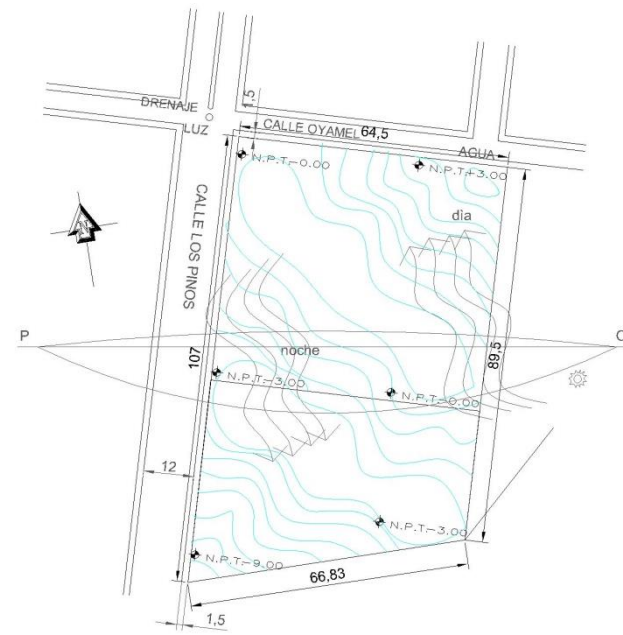 1,5
DRENAJE
LUZ
CALLE OYAMEL 64,5
AGUA
N.P.T.-0.00
N.P.T.+3.00
CALLE LOS PINOS
N
dia
P
noche
O
107
89,5
N.P.T.-3.00
N.P.T.-0.00
12
N.P.T.-3.00
N.P.T.-9.00
66,83
1,5